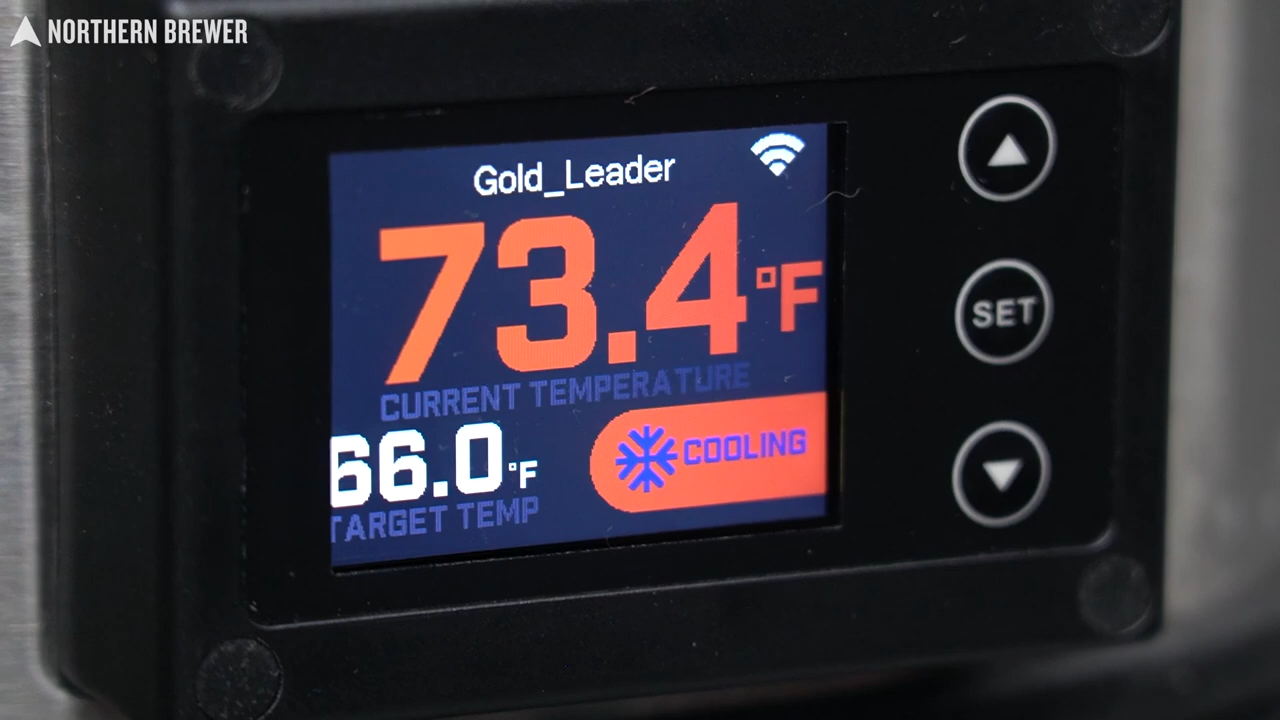 NORTHERN BREWER
Gold_Leader
73.4°F
CURRENT TEMPERATURE
66.0°F
TARGET TEMP
COOLING
SET